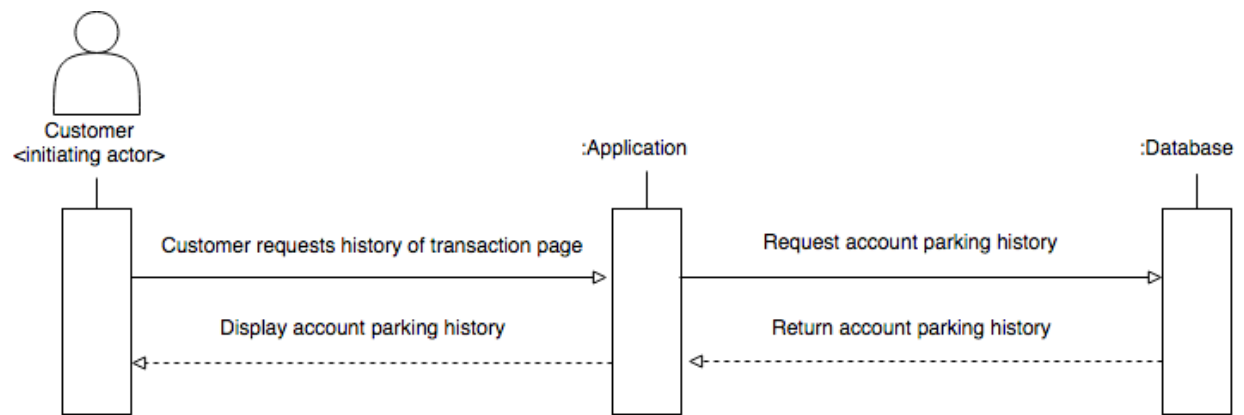 Customer
<initiating actor>
:Application
:Database
Customer requests history of transaction page
Request account parking history
Display account parking history
Return account parking history